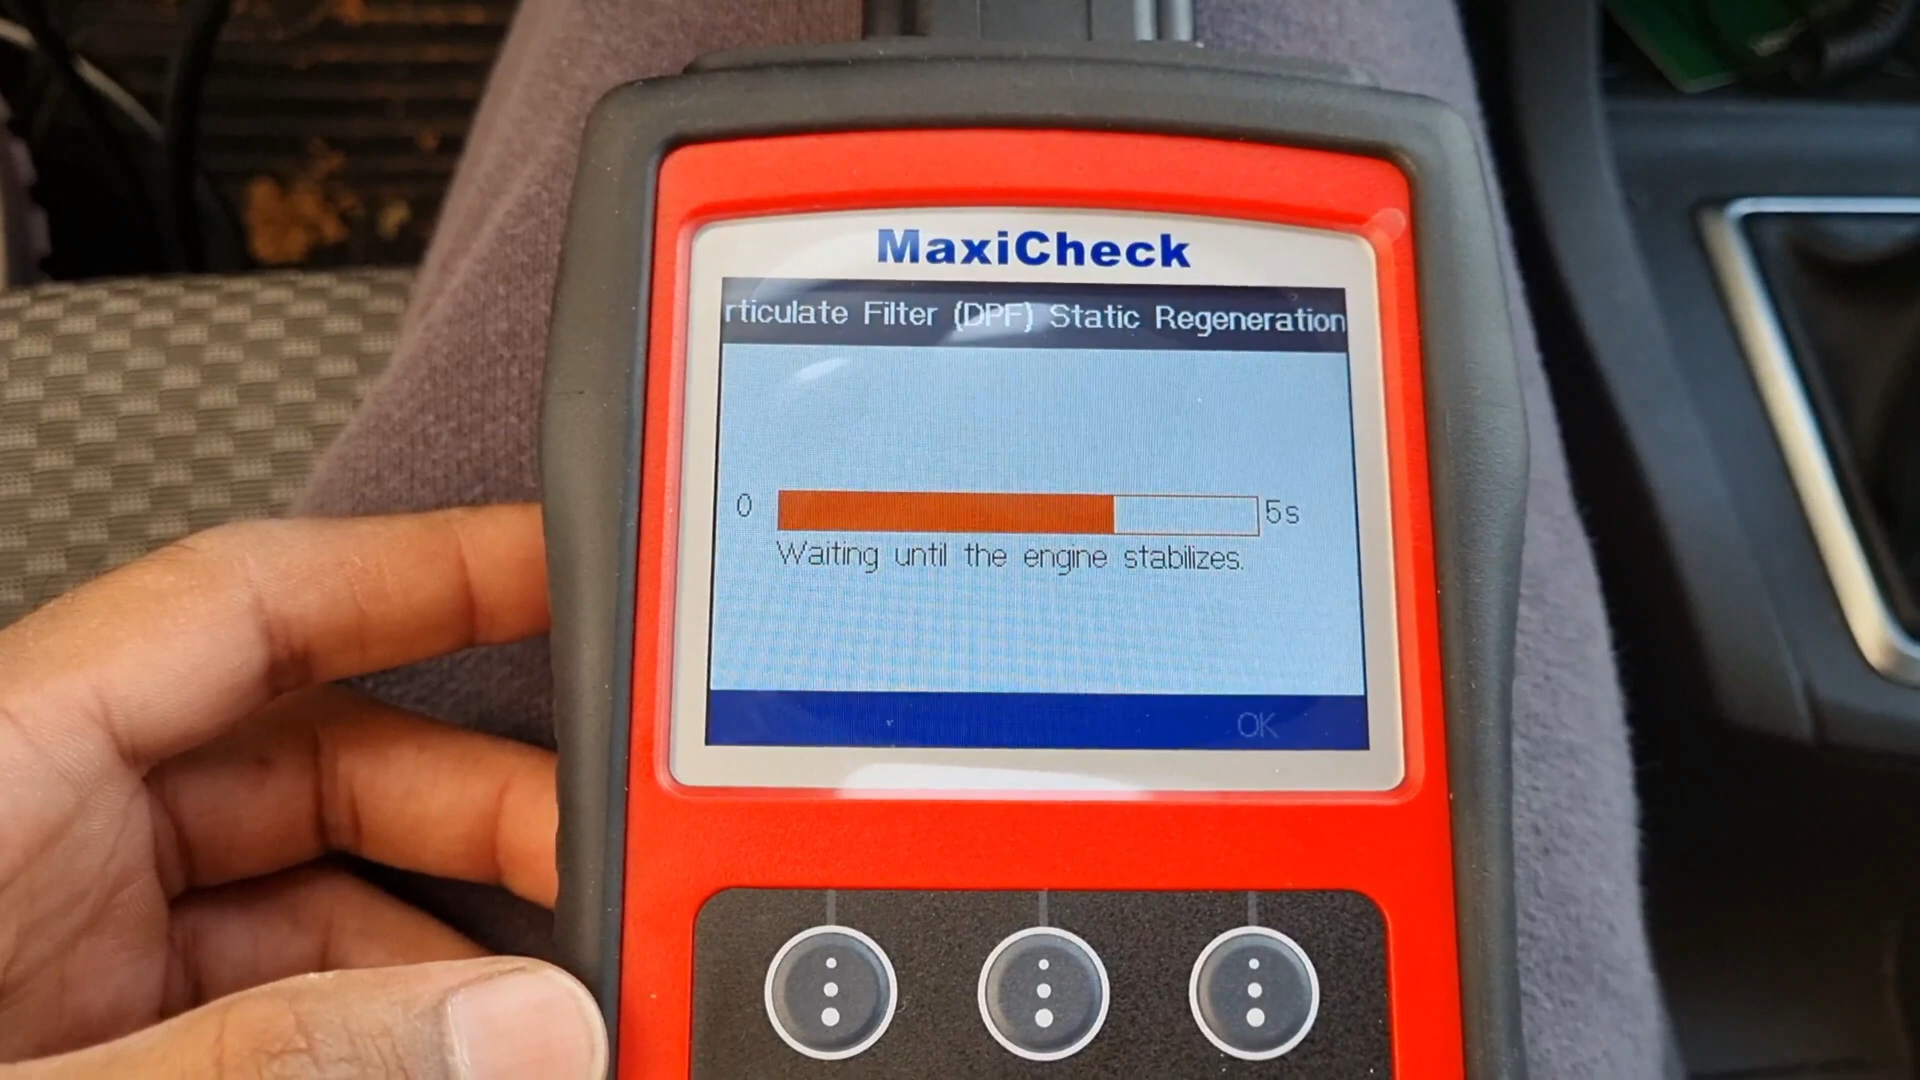 MaxiCheck
rticulate Filter (DPF) Static Regeneration
0 5s
Waiting until the engine stabilizes.
OK